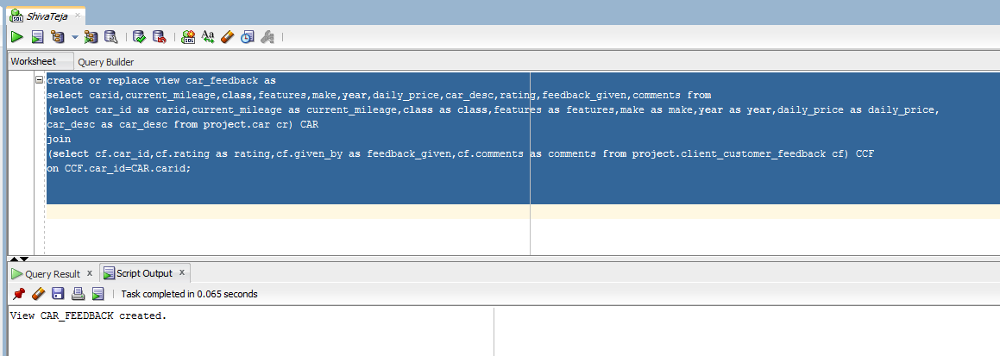 ShivaTeja
Worksheet Query Builder
create or replace view car_feedback as
select carid,current_mileage,class,features,make,year,daily_price,car_desc,rating,feedback_given,comments from
(select car_id as carid,current_mileage as current_mileage,class as class,features as features,make as make,year as year,daily_price as daily_price,
car_desc as car_desc from project.car cr) CAR
join
(select cf.car_id,cf.rating as rating,cf.given_by as feedback_given,cf.comments as comments from project.client_customer_feedback cf) CCF
on CCF.car_id=CAR.carid;
Query Result x Script Output x
Task completed in 0.065 seconds
View CAR_FEEDBACK created.